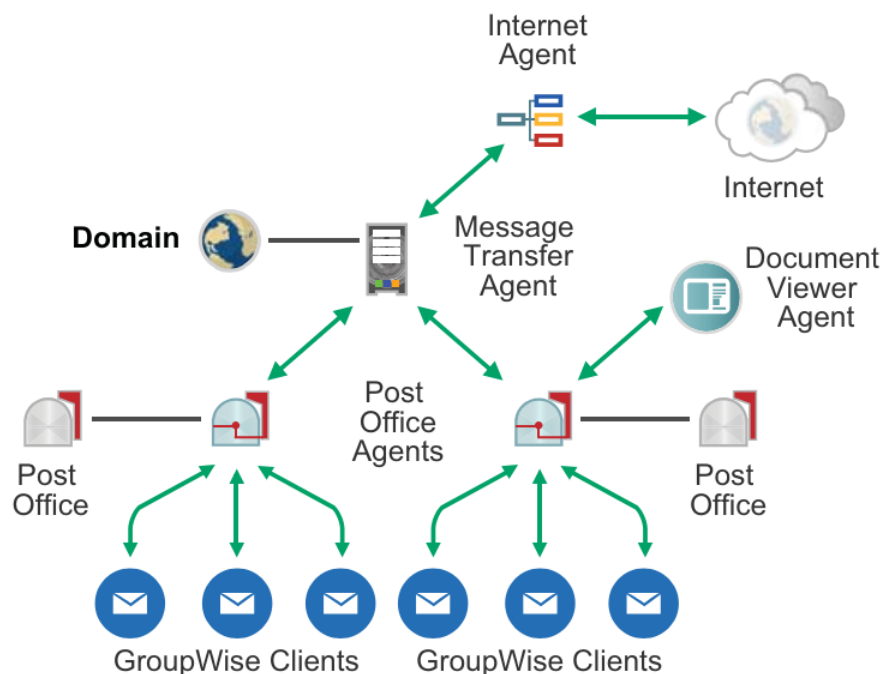 Internet
Agent
Internet
Domain
Message
Transfer
Agent
Document
Viewer
Agent
Post
Office
Agents
Post
Office
Post
Office
GroupWise Clients
GroupWise Clients